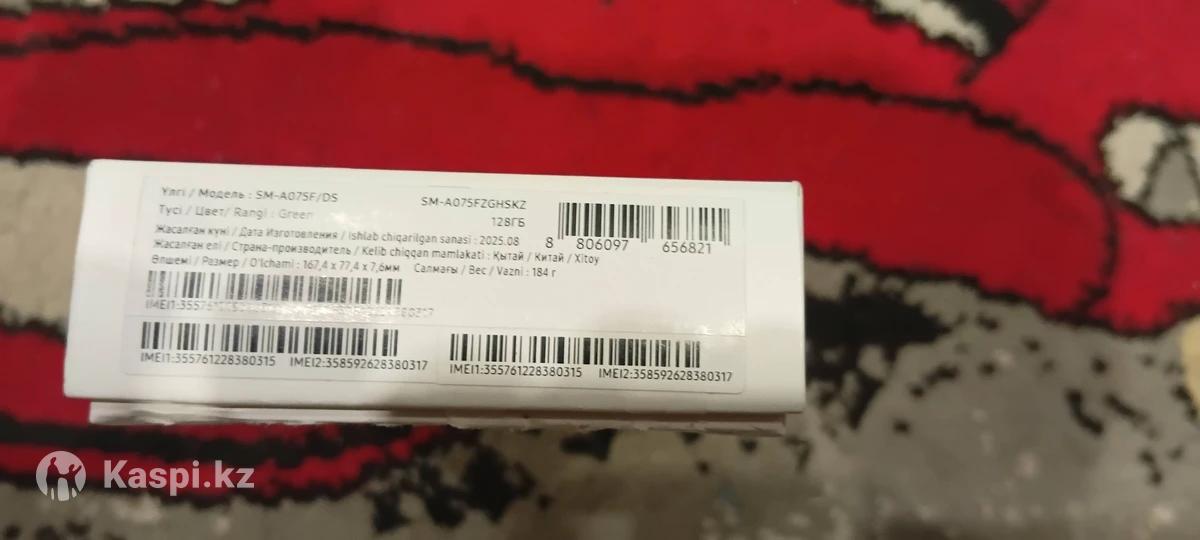 Үлгі / Модель : SM-A075F/DS
SM-A075FZGHSKZ
Түсі / Цвет/ Rangi : Green
128ГБ
Жасалған күні / Дата Изготовления / Ishlab chiqarilgan sanasi : 2025.08
8 806097 656821
Жасалған елі / Страна-производитель / Kelib chiqqan mamlakati : Қытай / Китай / Xitoy
Өлшемі / Размер / O'lchami : 167,4 x 77,4 x 7,6мм Салмағы / Вес / Vazni : 184 г
IMEI1:355761
IMEI1:355761228380315 IMEI2:358592628380317
IMEI1:355761228380315 IMEI2:358592628380317
Kaspi.kz